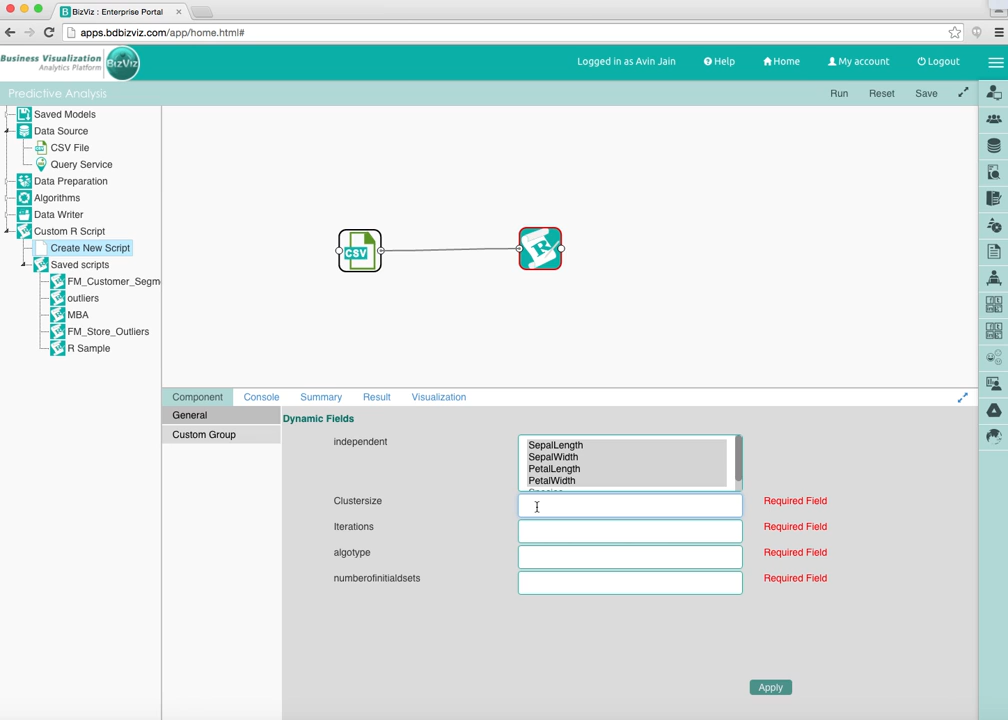 BizViz : Enterprise Portal
apps.bdbizviz.com/app/home.html#
Business Visualization
Analytics Platform
BizViz
Logged in as Avin Jain
Help
Home
My account
Logout
Predictive Analysis
Run
Reset
Save
Saved Models
Data Source
CSV File
Query Service
Data Preparation
Algorithms
Data Writer
Custom R Script
Create New Script
Saved scripts
FM_Customer_Segme
outliers
MBA
FM_Store_Outliers
R Sample
CSV
Component
Console
Summary
Result
Visualization
General
Custom Group
Dynamic Fields
independent
SepalLength
SepalWidth
PetalLength
PetalWidth
Clustersize
Required Field
Iterations
Required Field
algotype
Required Field
numberofinitialdsets
Required Field
Apply